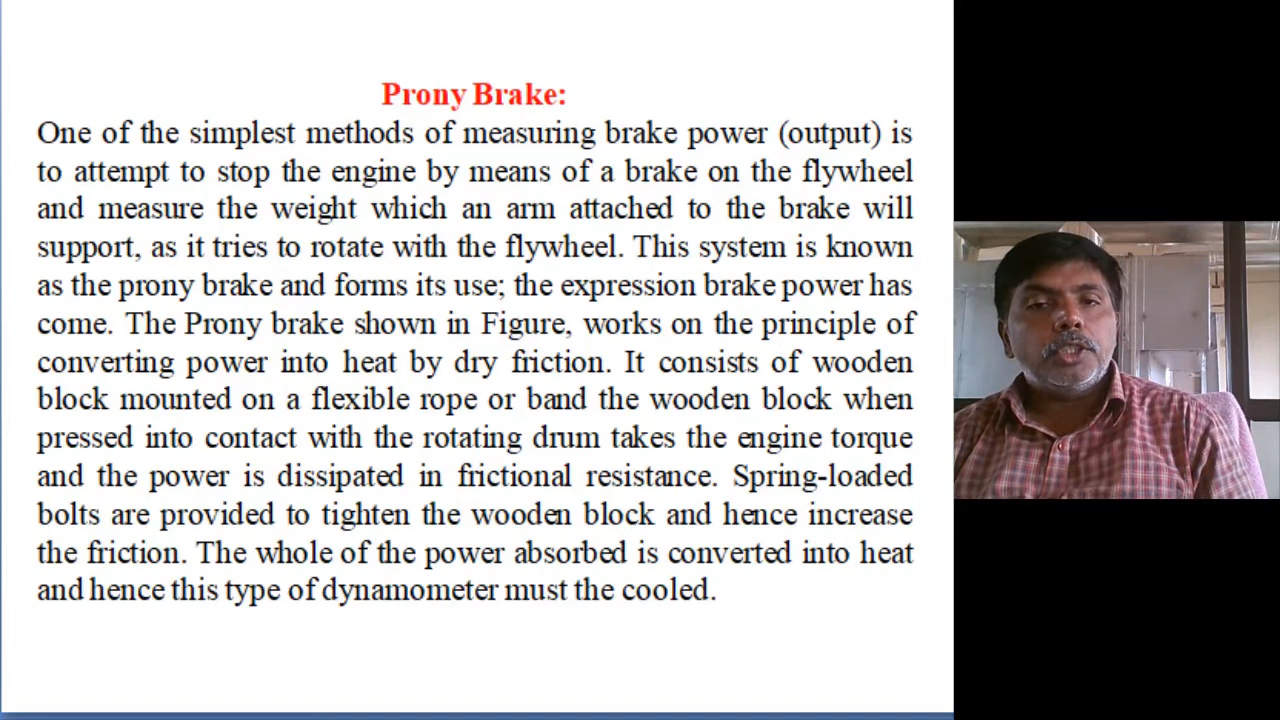 Prony Brake:
One of the simplest methods of measuring brake power (output) is
to attempt to stop the engine by means of a brake on the flywheel
and measure the weight which an arm attached to the brake will
support, as it tries to rotate with the flywheel. This system is known
as the prony brake and forms its use; the expression brake power has
come. The Prony brake shown in Figure, works on the principle of
converting power into heat by dry friction. It consists of wooden
block mounted on a flexible rope or band the wooden block when
pressed into contact with the rotating drum takes the engine torque
and the power is dissipated in frictional resistance. Spring-loaded
bolts are provided to tighten the wooden block and hence increase
the friction. The whole of the power absorbed is converted into heat
and hence this type of dynamometer must the cooled.